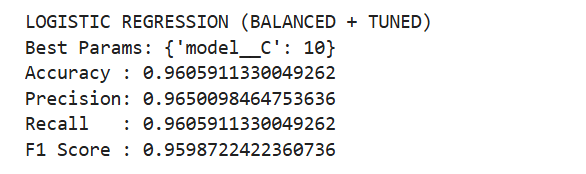 LOGISTIC REGRESSION (BALANCED + TUNED)
Best Params: {'model__C': 10}
Accuracy : 0.9605911330049262
Precision: 0.9650098464753636
Recall   : 0.9605911330049262
F1 Score : 0.9598722422360736